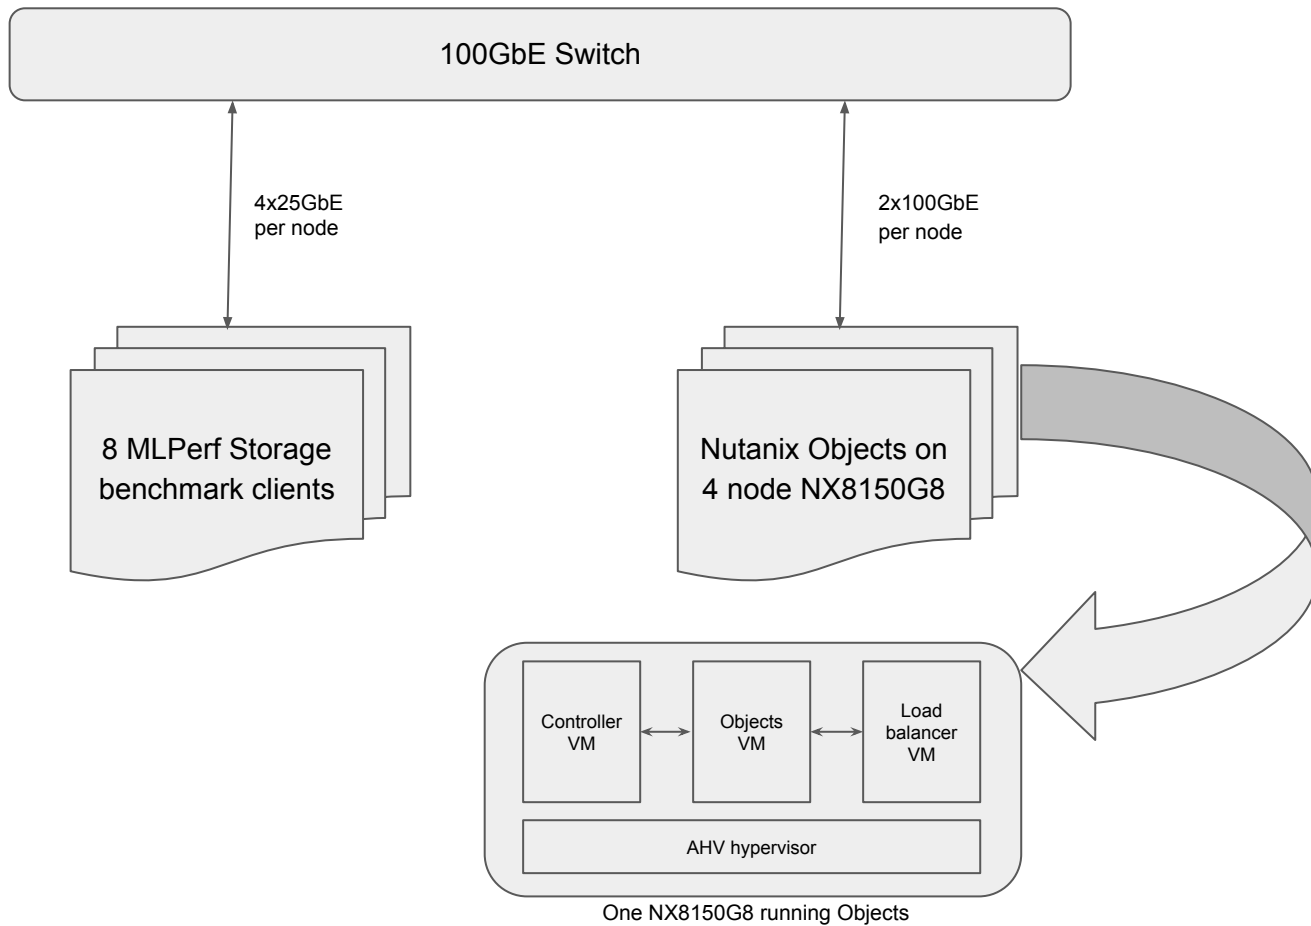 100GbE Switch
4x25GbE
per node
2x100GbE
per node
8 MLPerf Storage
benchmark clients
Nutanix Objects on
4 node NX8150G8
Controller
VM
Objects
VM
Load
balancer
VM
AHV hypervisor
One NX8150G8 running Objects